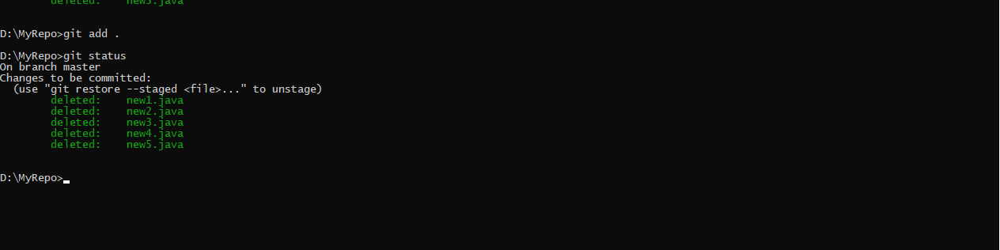 deleted:    new5.java
D:\MyRepo>git add .
D:\MyRepo>git status
On branch master
Changes to be committed:
  (use "git restore --staged <file>..." to unstage)
        deleted:    new1.java
        deleted:    new2.java
        deleted:    new3.java
        deleted:    new4.java
        deleted:    new5.java
D:\MyRepo>